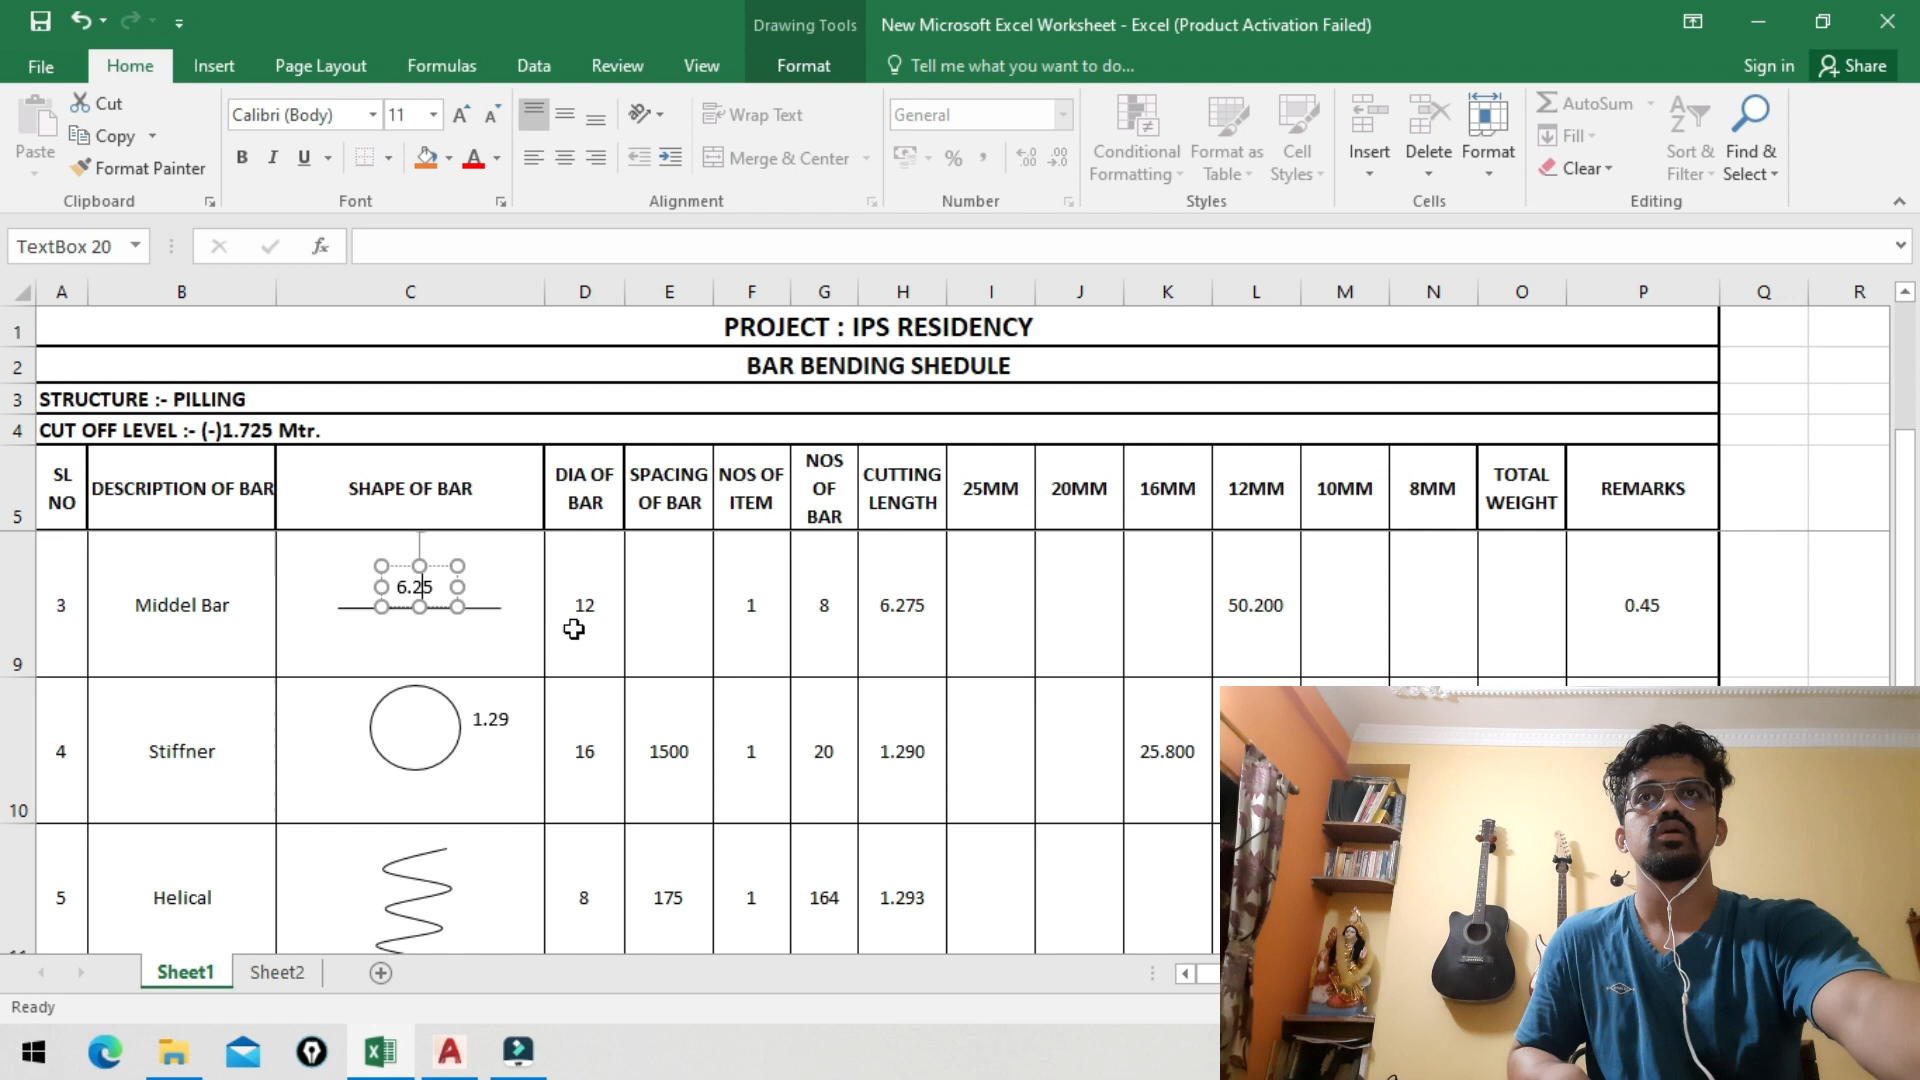 Drawing Tools
New Microsoft Excel Worksheet - Excel (Product Activation Failed)
File
Home
Insert
Page Layout
Formulas
Data
Review
View
Format
Tell me what you want to do...
Sign in
Share
Paste
Cut
Copy
Format Painter
Clipboard
Calibri (Body)
11
B I U
Font
Wrap Text
Merge & Center
Alignment
General
%
Number
Conditional
Formatting
Format as
Table
Cell
Styles
Styles
Insert
Delete
Format
Cells
AutoSum
Fill
Clear
Sort &
Filter
Find &
Select
Editing
TextBox 20
fx
A B C D E F G H I J K L M N O P Q R
1 PROJECT : IPS RESIDENCY
2 BAR BENDING SHEDULE
3 STRUCTURE :- PILLING
4 CUT OFF LEVEL :- (-)1.725 Mtr.
5
SL
NO
DESCRIPTION OF BAR
SHAPE OF BAR
DIA OF
BAR
SPACING
OF BAR
NOS OF
ITEM
NOS
OF
BAR
CUTTING
LENGTH
25MM
20MM
16MM
12MM
10MM
8MM
TOTAL
WEIGHT
REMARKS
9
3 Middel Bar 6.25 12 1 8 6.275 50.200 0.45
10
4 Stiffner 1.29 16 1500 1 20 1.290 25.800
5 Helical 8 175 1 164 1.293
Sheet1
Sheet2
Ready